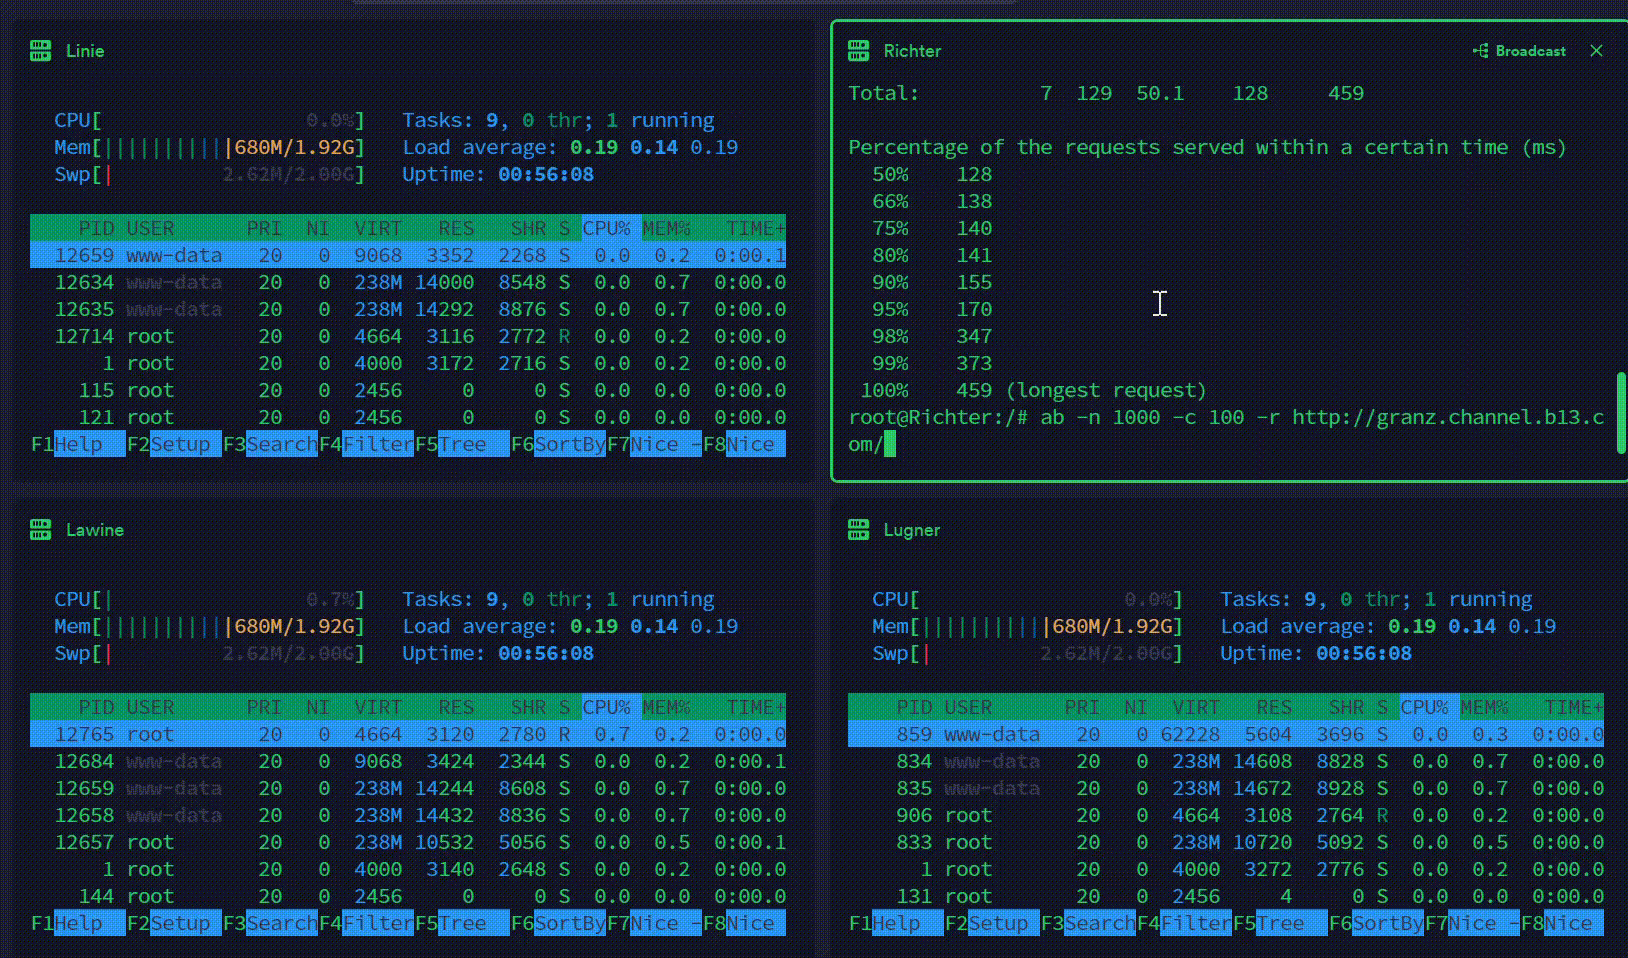 Linie
CPU[ 0.0%] Tasks: 9, 0 thr; 1 running
Mem[|||||||||||680M/1.92G] Load average: 0.19 0.14 0.19
Swp[| 2.62M/2.00G] Uptime: 00:56:08
PID USER PRI NI VIRT RES SHR S CPU% MEM% TIME+
12659 www-data 20 0 9068 3352 2268 S 0.0 0.2 0:00.1
12634 www-data 20 0 238M 14000 8548 S 0.0 0.7 0:00.0
12635 www-data 20 0 238M 14292 8876 S 0.0 0.7 0:00.0
12714 root 20 0 4664 3116 2772 R 0.0 0.2 0:00.0
1 root 20 0 4000 3172 2716 S 0.0 0.2 0:00.0
115 root 20 0 2456 0 0 S 0.0 0.0 0:00.0
121 root 20 0 2456 0 0 S 0.0 0.0 0:00.0
F1Help F2Setup F3SearchF4FilterF5Tree F6SortByF7Nice -F8Nice
Richter Broadcast
Total: 7 129 50.1 128 459
Percentage of the requests served within a certain time (ms)
50% 128
66% 138
75% 140
80% 141
90% 155
95% 170
98% 347
99% 373
100% 459 (longest request)
root@Richter:/# ab -n 1000 -c 100 -r http://granz.channel.b13.c
om/
Lawine
CPU[| 0.7%] Tasks: 9, 0 thr; 1 running
Mem[|||||||||||680M/1.92G] Load average: 0.19 0.14 0.19
Swp[| 2.62M/2.00G] Uptime: 00:56:08
PID USER PRI NI VIRT RES SHR S CPU% MEM% TIME+
12765 root 20 0 4664 3120 2780 R 0.7 0.2 0:00.0
12684 www-data 20 0 9068 3424 2344 S 0.0 0.2 0:00.1
12659 www-data 20 0 238M 14244 8608 S 0.0 0.7 0:00.0
12658 www-data 20 0 238M 14432 8836 S 0.0 0.7 0:00.0
12657 root 20 0 238M 10532 5056 S 0.0 0.5 0:00.1
1 root 20 0 4000 3140 2648 S 0.0 0.2 0:00.0
144 root 20 0 2456 0 0 S 0.0 0.0 0:00.0
F1Help F2Setup F3SearchF4FilterF5Tree F6SortByF7Nice -F8Nice
Lugner
CPU[ 0.0%] Tasks: 9, 0 thr; 1 running
Mem[|||||||||||680M/1.92G] Load average: 0.19 0.14 0.19
Swp[| 2.62M/2.00G] Uptime: 00:56:08
PID USER PRI NI VIRT RES SHR S CPU% MEM% TIME+
859 www-data 20 0 62228 5604 3696 S 0.0 0.3 0:00.0
834 www-data 20 0 238M 14608 8828 S 0.0 0.7 0:00.0
835 www-data 20 0 238M 14672 8928 S 0.0 0.7 0:00.0
906 root 20 0 4664 3108 2764 R 0.0 0.2 0:00.0
833 root 20 0 238M 10720 5092 S 0.0 0.5 0:00.0
1 root 20 0 4000 3272 2776 S 0.0 0.2 0:00.0
131 root 20 0 2456 4 0 S 0.0 0.0 0:00.0
F1Help F2Setup F3SearchF4FilterF5Tree F6SortByF7Nice -F8Nice